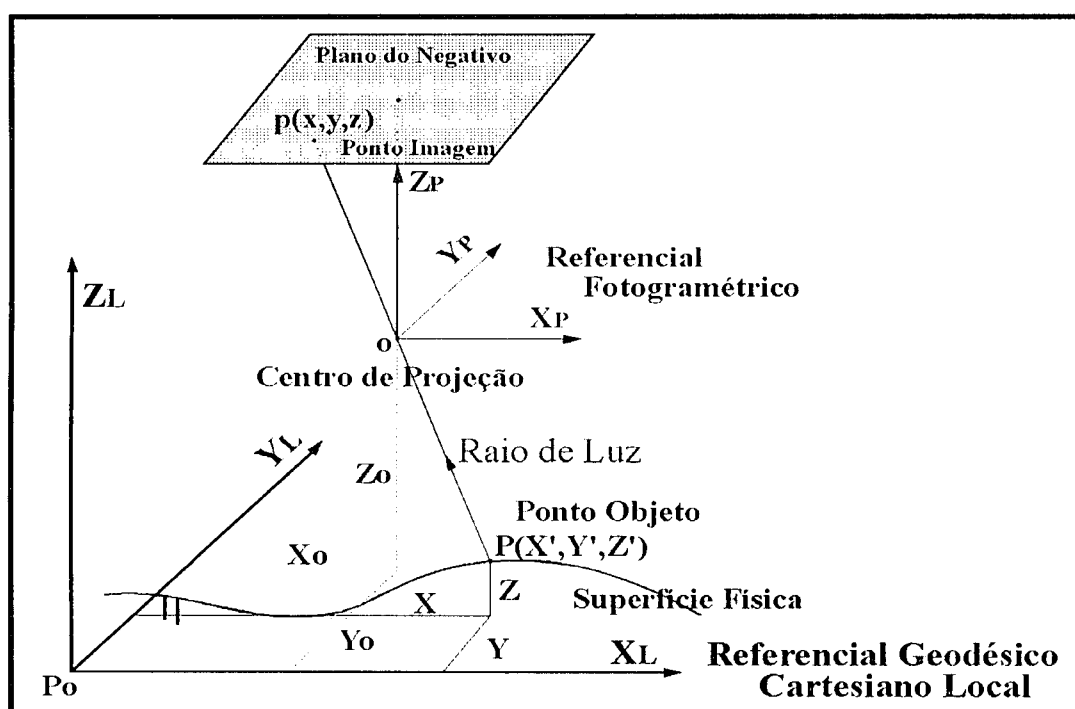 Plano do Negativo
p(x,y,z)
Ponto Imagem
ZP
YP
Referencial
Fotogramétrico
XP
ZL
o
Centro de Projeção
YL
Zo
Raio de Luz
Ponto Objeto
P(X',Y',Z')
Xo
X
Z
Superfície Física
Yo
Y
XL
Referencial Geodésico
Cartesiano Local
Po